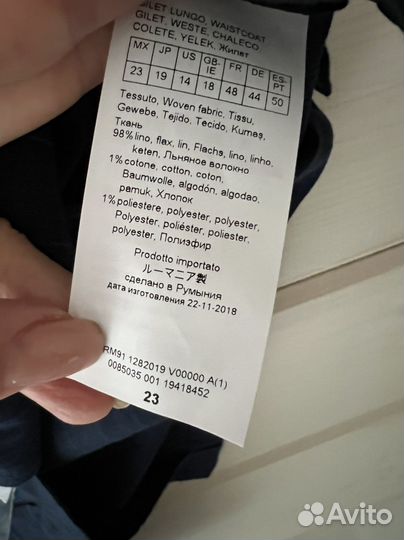 GILET LUNGO, WAISTCOAT
GILET, WESTE, CHALECO
COLETE, YELEK, Жилет
MX JP US GB-IE FR DE ES-PT
23 19 14 18 48 44 50
Tessuto, Woven fabric, Tissu,
Gewebe, Tejido, Tecido, Kumeş,
Ткань
98% lino, flax, lin, Flachs, lino, linho,
keten, Льняное волокно
1% cotone, cotton, coton,
Baumwolle, algodón, algodao,
pamuk, Хлопок
1% poliestere, polyester, polyester,
Polyester, poliéster, poliester,
polyester, Полиэфир
Prodotto importato
ルーマニア製
сделано в Румыния
дата изготовления 22-11-2018
RM91 1282019 V00000 A(1)
0085035 001 19418452
23
Avito